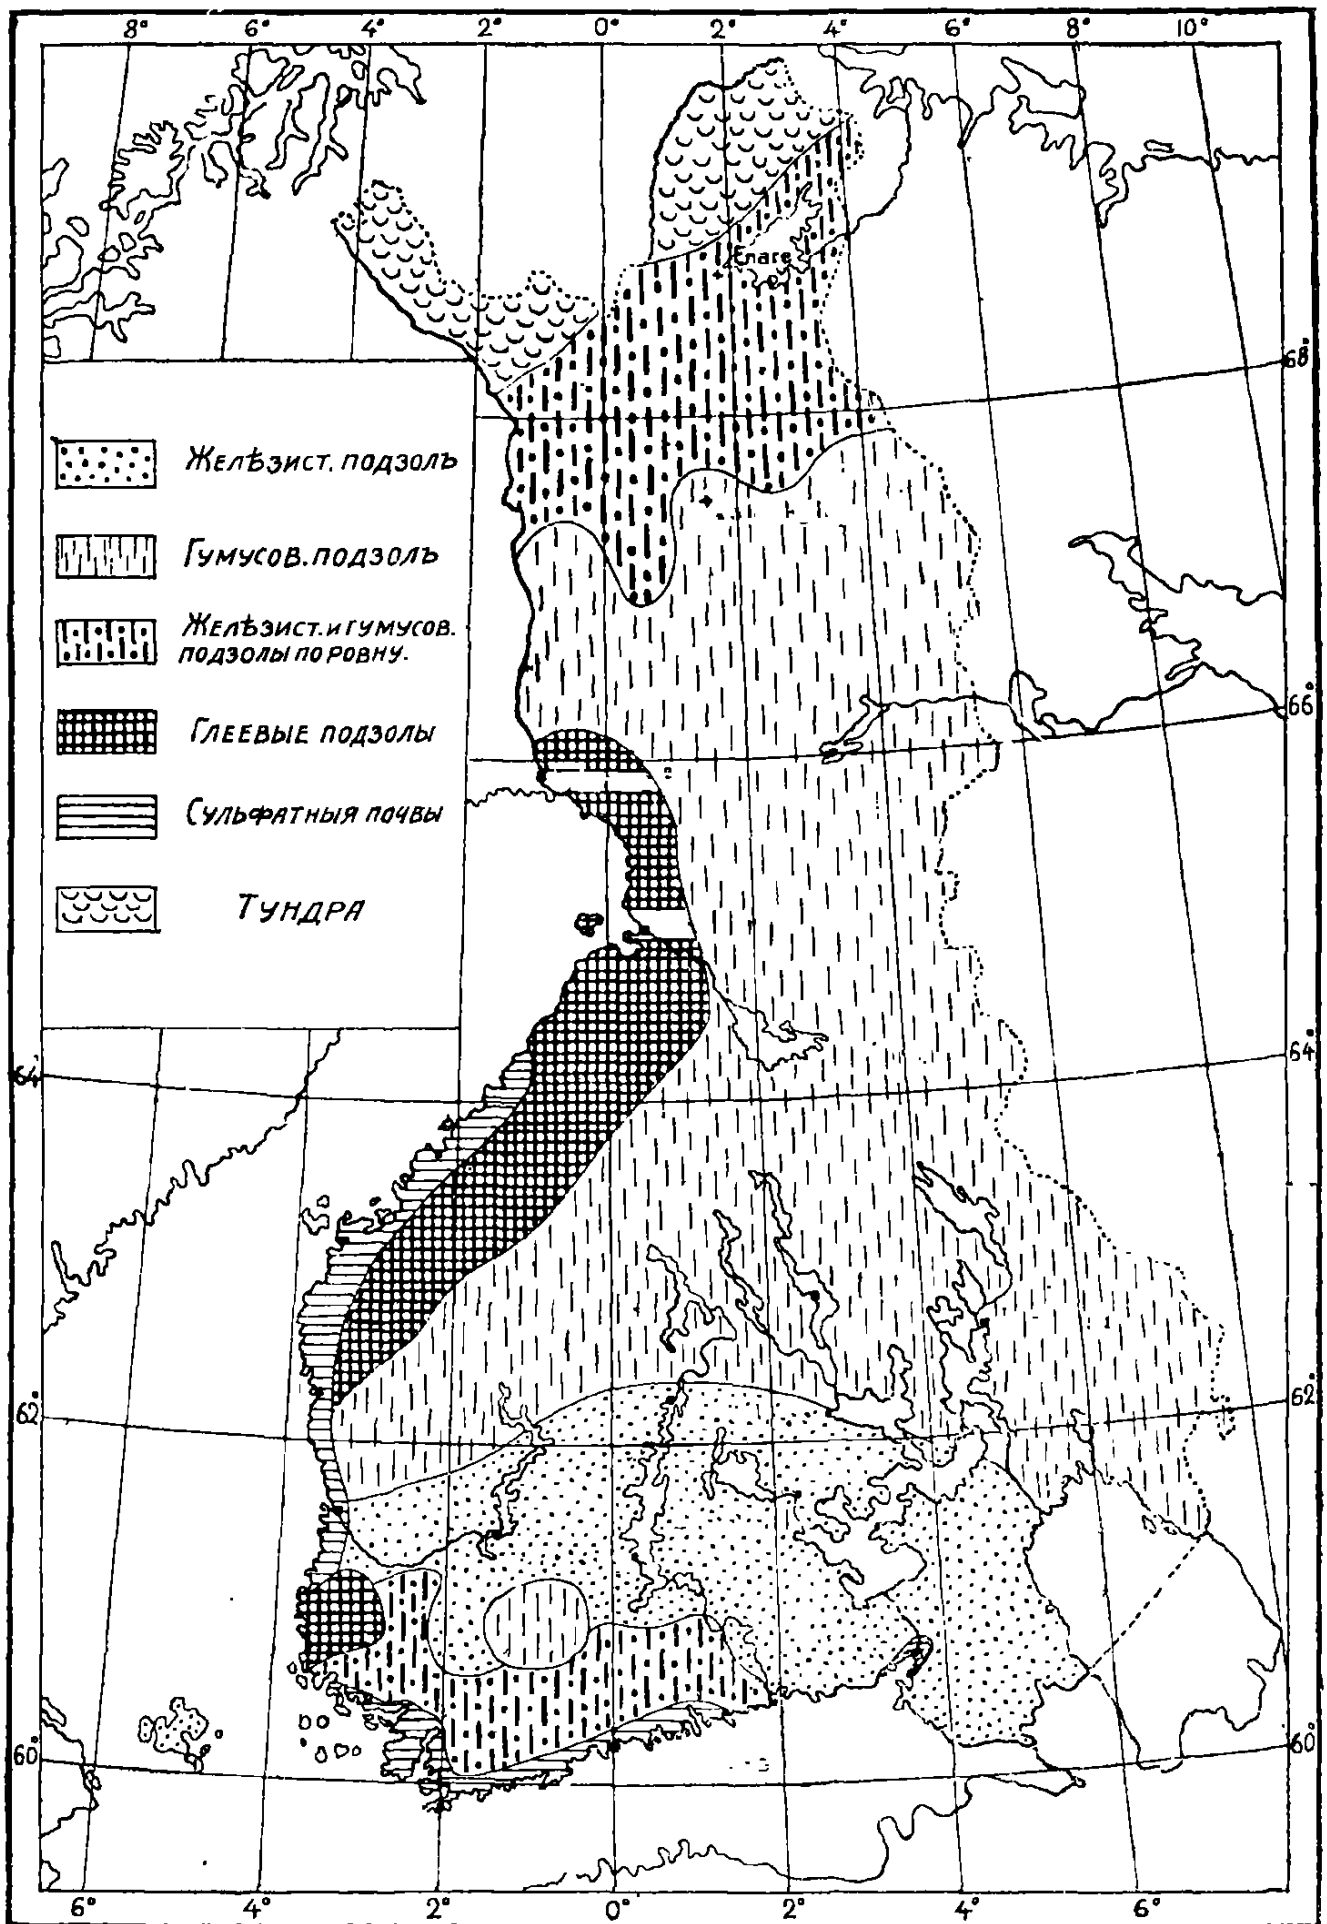 8° 6° 4° 2° 0° 2° 4° 6° 8° 10°
Enare
68°
Желѣзист. подзолъ
Гумусов. подзолъ
Желѣзист. и гумусов.
подзолы по ровну.
66°
Глеевые подзолы
Сульфатныя почвы
Тундра
64° 64°
62° 62°
60° 60°
6° 4° 2° 0° 2° 4° 6°